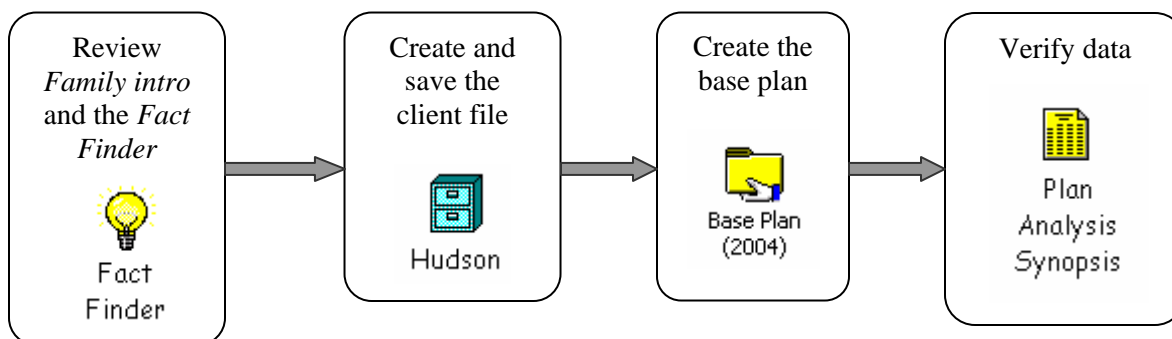 Review
Family intro
and the Fact
Finder
Fact
Finder
Create and
save the
client file
Hudson
Create the
base plan
Base Plan
(2004)
Verify data
Plan
Analysis
Synopsis